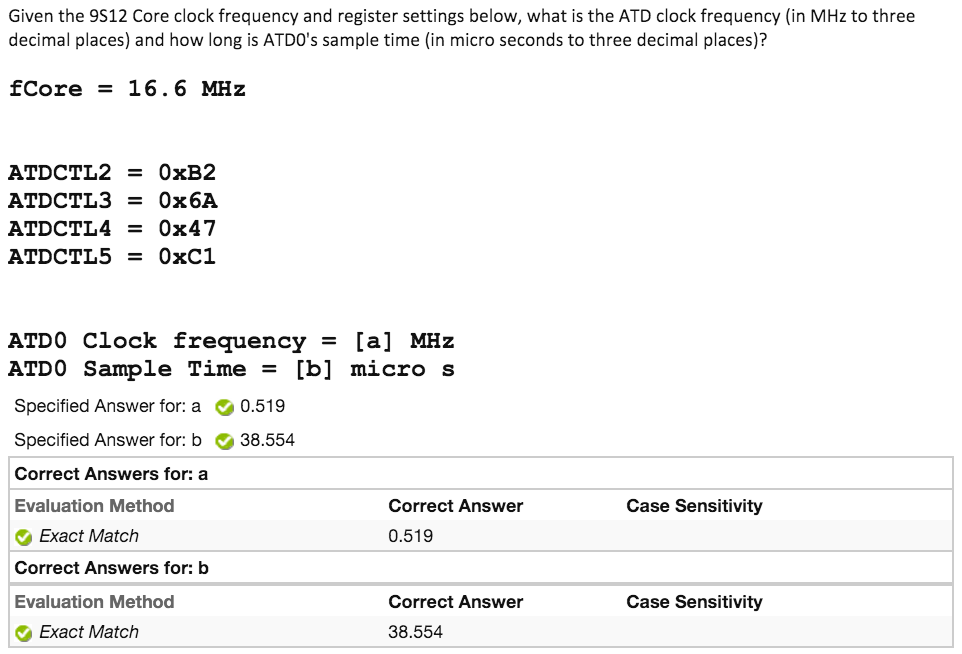 Given the 9S12 Core clock frequency and register settings below, what is the ATD clock frequency (in MHz to three
decimal places) and how long is ATD0's sample time (in micro seconds to three decimal places)?
fCore = 16.6 MHz
ATDCTL2 = 0xB2
ATDCTL3 = 0x6A
ATDCTL4 = 0x47
ATDCTL5 = 0xC1
ATD0 Clock frequency = [a] MHz
ATD0 Sample Time = [b] micro s
Specified Answer for: a 0.519
Specified Answer for: b 38.554
Correct Answers for: a
Evaluation Method Correct Answer Case Sensitivity
Exact Match 0.519
Correct Answers for: b
Evaluation Method Correct Answer Case Sensitivity
Exact Match 38.554